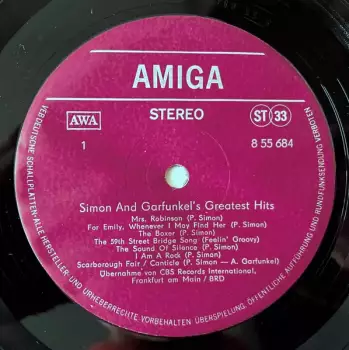 AMIGA
AWA
STEREO
ST 33
1
8 55 684
Simon And Garfunkel's Greatest Hits
Mrs. Robinson (P. Simon)
For Emily, Whenever I May Find Her (P. Simon)
The Boxer (P. Simon)
The 59th Street Bridge Song (Feelin' Groovy)
The Sound Of Silence (P. Simon)
I Am A Rock (P. Simon)
Scarborough Fair / Canticle (P. Simon — A. Garfunkel)
Übernahme von CBS Records International,
Frankfurt am Main / BRD
VEB DEUTSCHE SCHALLPLATTEN · ALLE HERSTELLER- UND URHEBERRECHTE VORBEHALTEN ÜBERSPIELUNG, ÖFFENTLICHE AUFFÜHRUNG UND RUNDFUNKSENDUNG VERBOTEN